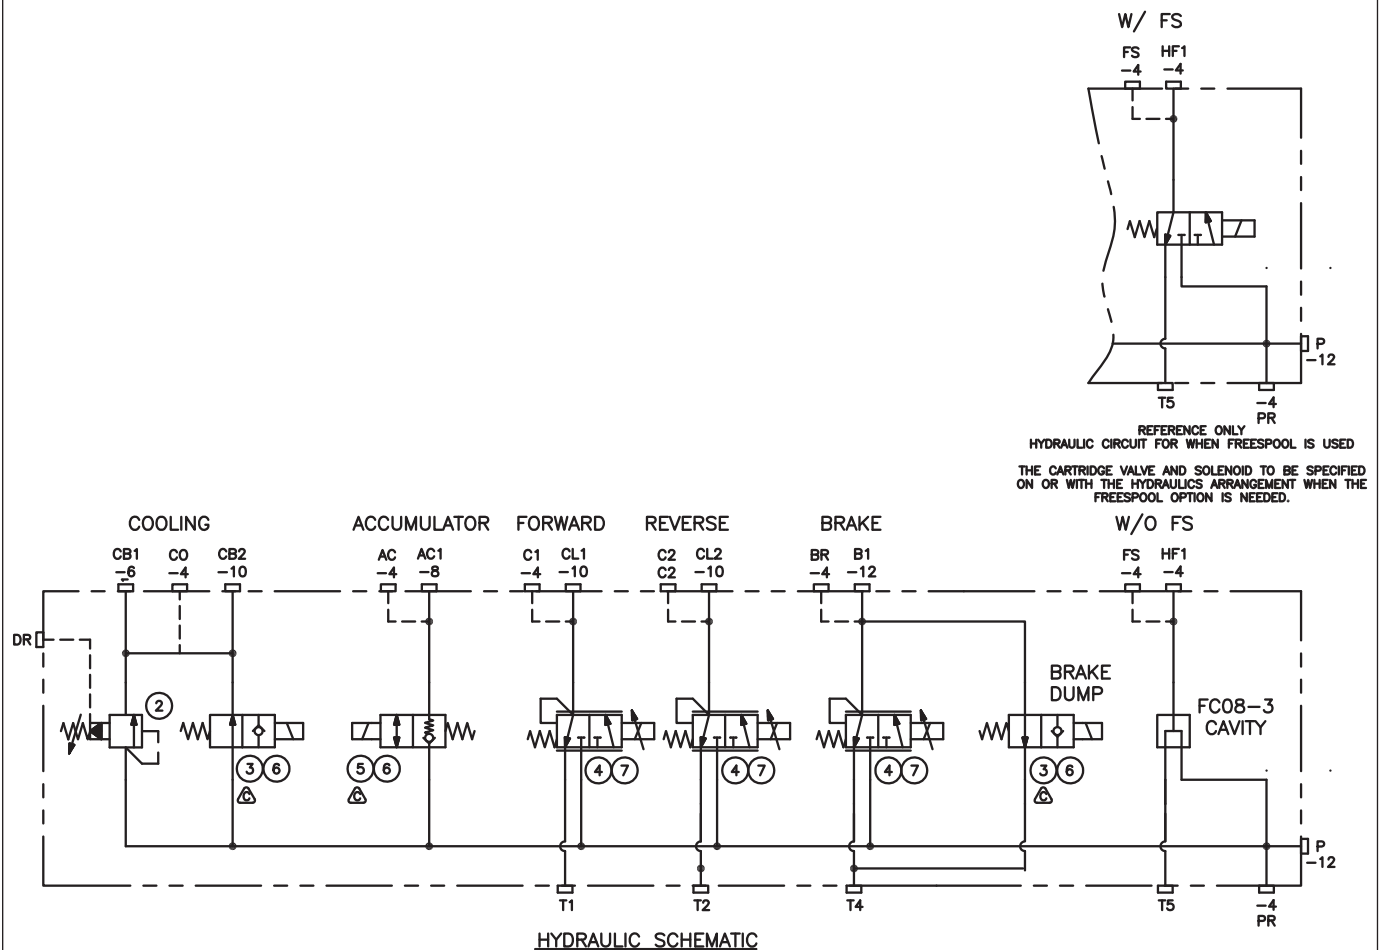 W/ FS
FS HF1
-4 -4
P
-12
T5 -4
PR
REFERENCE ONLY
HYDRAULIC CIRCUIT FOR WHEN FREESPOOL IS USED
THE CARTRIDGE VALVE AND SOLENOID TO BE SPECIFIED
ON OR WITH THE HYDRAULICS ARRANGEMENT WHEN THE
FREESPOOL OPTION IS NEEDED.
COOLING ACCUMULATOR FORWARD REVERSE BRAKE W/O FS
CB1 CO CB2 AC AC1 C1 CL1 C2 CL2 BR B1 FS HF1
-6 -4 -10 -4 -8 -4 -10 C2 -10 -4 -12 -4 -4
DR
BRAKE
DUMP
2
FC08-3
CAVITY
3 6 5 6 4 7 4 7 4 7 3 6
C C C
P
-12
T1 T2 T4 T5 -4
PR
HYDRAULIC SCHEMATIC